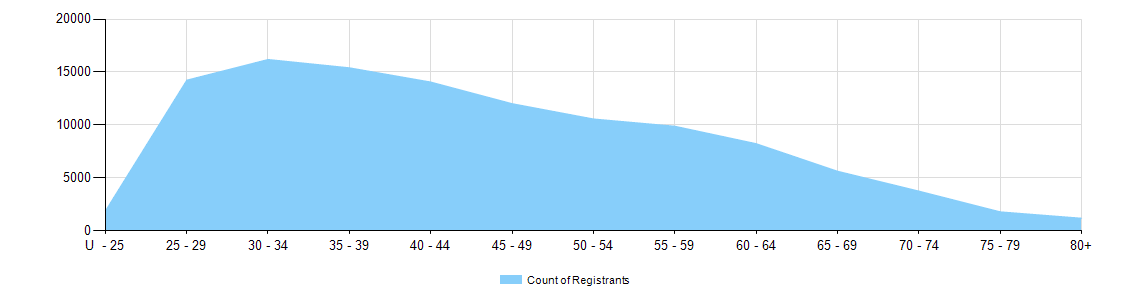 20000
15000
10000
5000
0
U - 25 25 - 29 30 - 34 35 - 39 40 - 44 45 - 49 50 - 54 55 - 59 60 - 64 65 - 69 70 - 74 75 - 79 80+
Count of Registrants